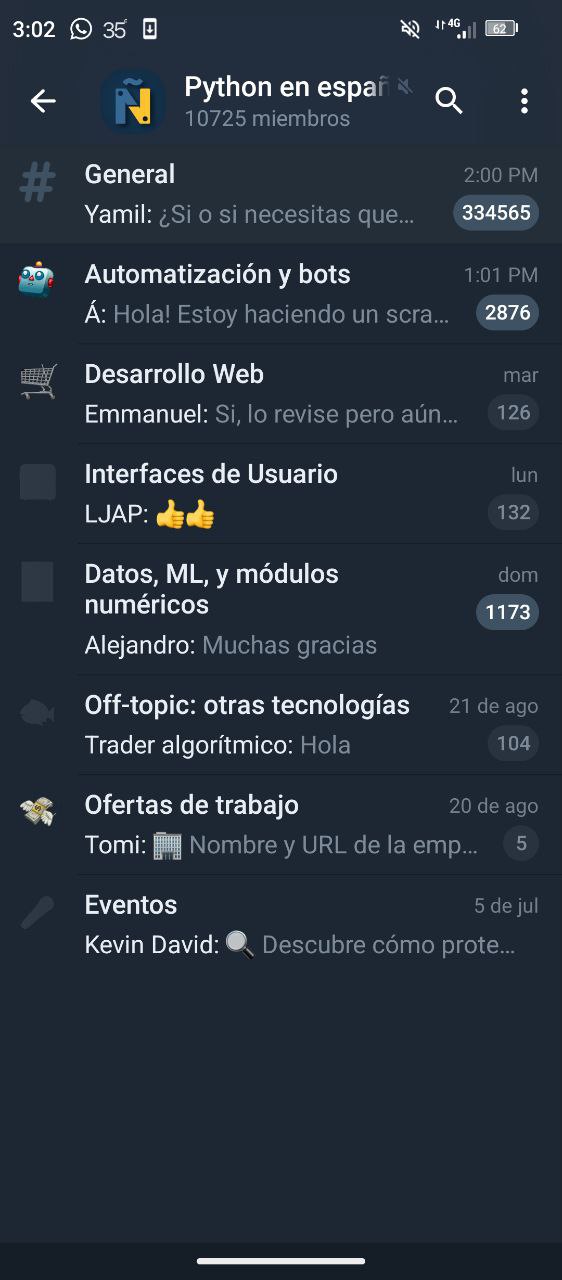 3:02 35° 4G 62
Python en españ
10725 miembros
General 2:00 PM
Yamil: ¿Si o si necesitas que... 334565
Automatización y bots 1:01 PM
Á: Hola! Estoy haciendo un scra... 2876
Desarrollo Web mar
Emmanuel: Si, lo revise pero aún... 126
Interfaces de Usuario lun
LJAP: 👍👍 132
Datos, ML, y módulos dom
numéricos 1173
Alejandro: Muchas gracias
Off-topic: otras tecnologías 21 de ago
Trader algorítmico: Hola 104
Ofertas de trabajo 20 de ago
Tomi: 🏢 Nombre y URL de la emp... 5
Eventos 5 de jul
Kevin David: 🔍 Descubre cómo prote...